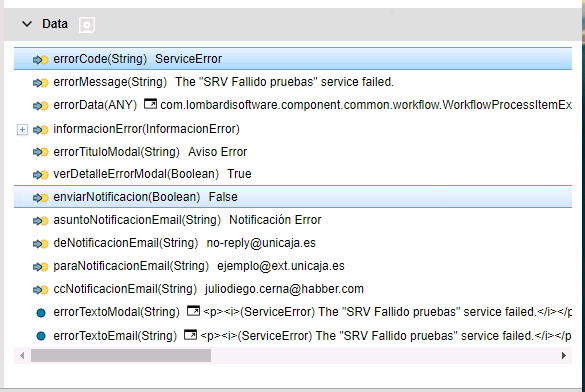 Data
errorCode(String) ServiceError
errorMessage(String) The "SRV Fallido pruebas" service failed.
errorData(ANY) com.lombardisoftware.component.common.workflow.WorkflowProcessItemEx
informacionError(InformacionError)
errorTituloModal(String) Aviso Error
verDetalleErrorModal(Boolean) True
enviarNotificacion(Boolean) False
asuntoNotificacionEmail(String) Notificación Error
deNotificacionEmail(String) no-reply@unicaja.es
paraNotificacionEmail(String) ejemplo@ext.unicaja.es
ccNotificacionEmail(String) juliodiego.cerna@habber.com
errorTextoModal(String) <p><i>(ServiceError) The "SRV Fallido pruebas" service failed.</i></p
errorTextoEmail(String) <p><i>(ServiceError) The "SRV Fallido pruebas" service failed.</i></p